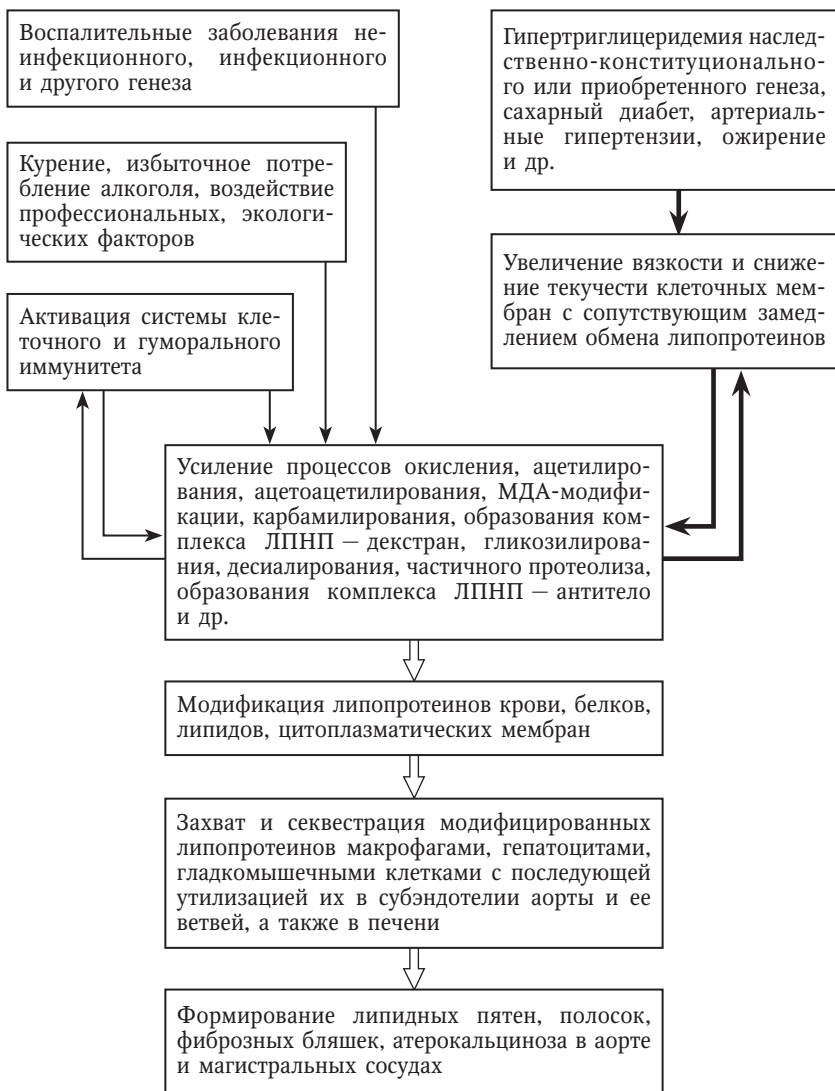 Воспалительные заболевания не-
инфекционного, инфекционного
и другого генеза
Гипертриглицеридемия наслед-
ственно-конституционально-
го или приобретенного генеза,
сахарный диабет, артериаль-
ные гипертензии, ожирение
и др.
Курение, избыточное потреб-
бление алкоголя, воздействие
профессиональных, экологи-
ческих факторов
Увеличение вязкости и сниже-
ние текучести клеточных мем-
бран с сопутствующим замед-
лением обмена липопротеинов
Активация системы кле-
точного и гуморального
иммунитета
Усиление процессов окисления, ацетилиро-
вания, ацетоацетилирования, МДА-модифи-
кации, карбамилирования, образования ком-
плекса ЛПНП — декстран, гликозилирова-
ния, десиалирования, частичного протеолиза,
образования комплекса ЛПНП — антитело
и др.
Модификация липопротеинов крови, белков,
липидов, цитоплазматических мембран
Захват и секвестрация модифицированных
липопротеинов макрофагами, гепатоцитами,
гладкомышечными клетками с последующей
утилизацией их в субэндотелии аорты и ее
ветвей, а также в печени
Формирование липидных пятен, полосок,
фиброзных бляшек, атерокальциноза в аорте
и магистральных сосудах